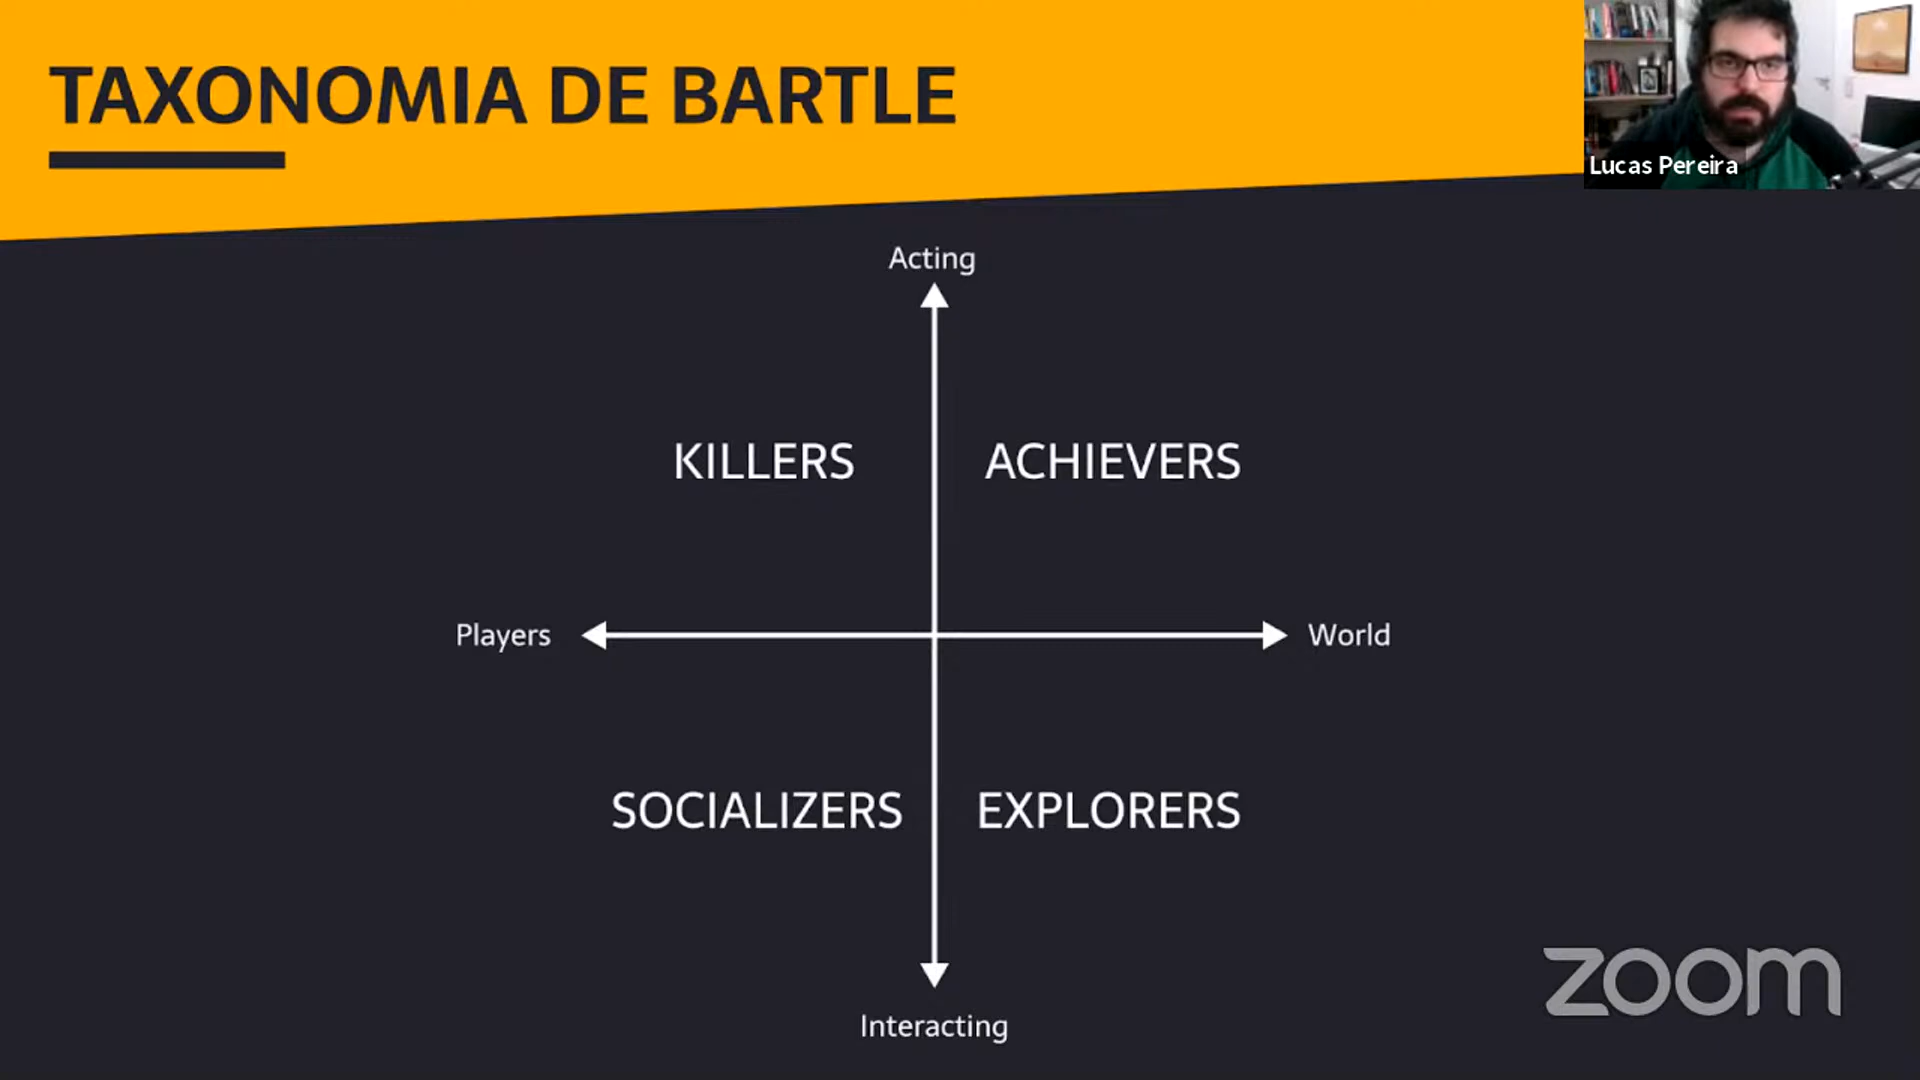 TAXONOMIA DE BARTLE
Lucas Pereira
Acting
KILLERS
ACHIEVERS
Players
World
SOCIALIZERS
EXPLORERS
zoom
Interacting